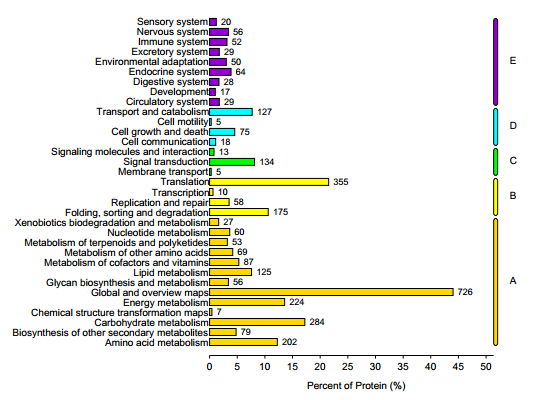 Sensory system 20
Nervous system 56
Immune system 52
Excretory system 29
Environmental adaptation 50
Endocrine system 64
Digestive system 28
Development 17
Circulatory system 29
E
Transport and catabolism 127
Cell motility 5
Cell growth and death 75
Cell communication 18
D
Signaling molecules and interaction 13
Signal transduction 134
Membrane transport 5
C
Translation 355
Transcription 10
Replication and repair 58
Folding, sorting and degradation 175
B
Xenobiotics biodegradation and metabolism 27
Nucleotide metabolism 60
Metabolism of terpenoids and polyketides 53
Metabolism of other amino acids 69
Metabolism of cofactors and vitamins 87
Lipid metabolism 125
Glycan biosynthesis and metabolism 56
Global and overview maps 726
Energy metabolism 224
Chemical structure transformation maps 7
Carbohydrate metabolism 284
Biosynthesis of other secondary metabolites 79
Amino acid metabolism 202
A
0 5 10 15 20 25 30 35 40 45 50
Percent of Protein (%)